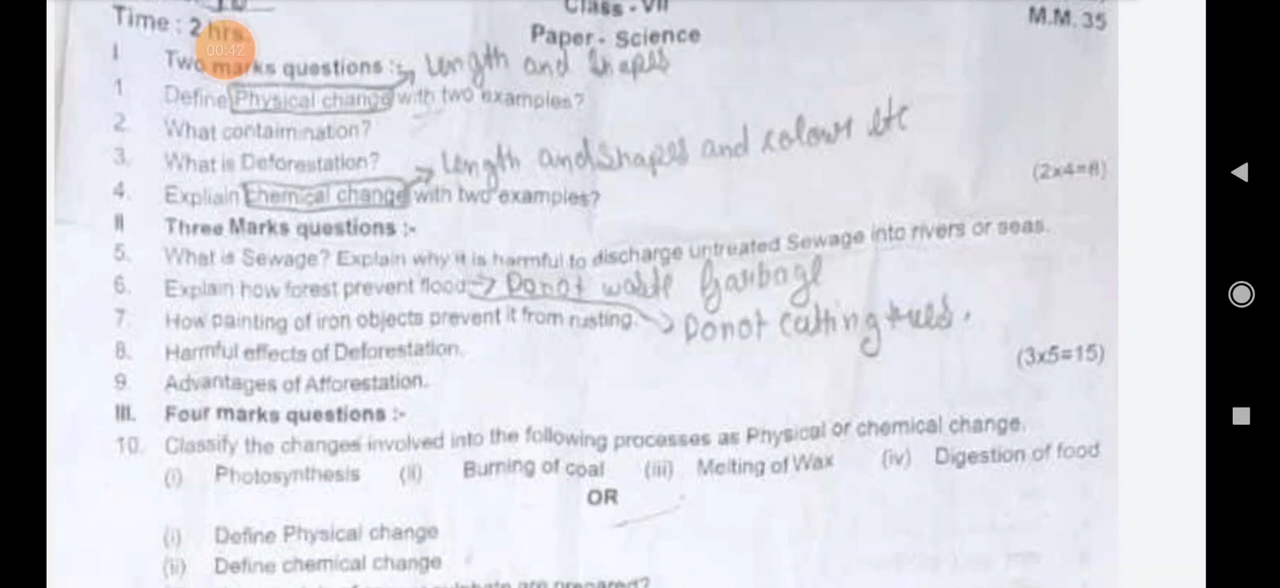 Class - VII
Time : 2 hrs.
M.M. 35
Paper - Science
00:42
I Two marks questions :- Length and Shapes
1. Define Physical change with two examples?
2. What contaimination?
3. What is Deforestation? Length and Shapes and colour etc
4. Expliain chemical change with two examples?
(2x4=8)
II Three Marks questions :-
5. What is Sewage? Explain why it is harmful to discharge untreated Sewage into rivers or seas.
6. Explain how forest prevent flood. Donot waste Garbage
7. How painting of iron objects prevent it from rusting. Donot cutting trees.
8. Harmful effects of Deforestation.
(3x5=15)
9. Advantages of Afforestation.
III. Four marks questions :-
10. Classify the changes involved into the following processes as Physical or chemical change.
(i) Photosynthesis (ii) Burning of coal (iii) Melting of Wax (iv) Digestion of food
OR
(i) Define Physical change
(ii) Define chemical change
are prepared?